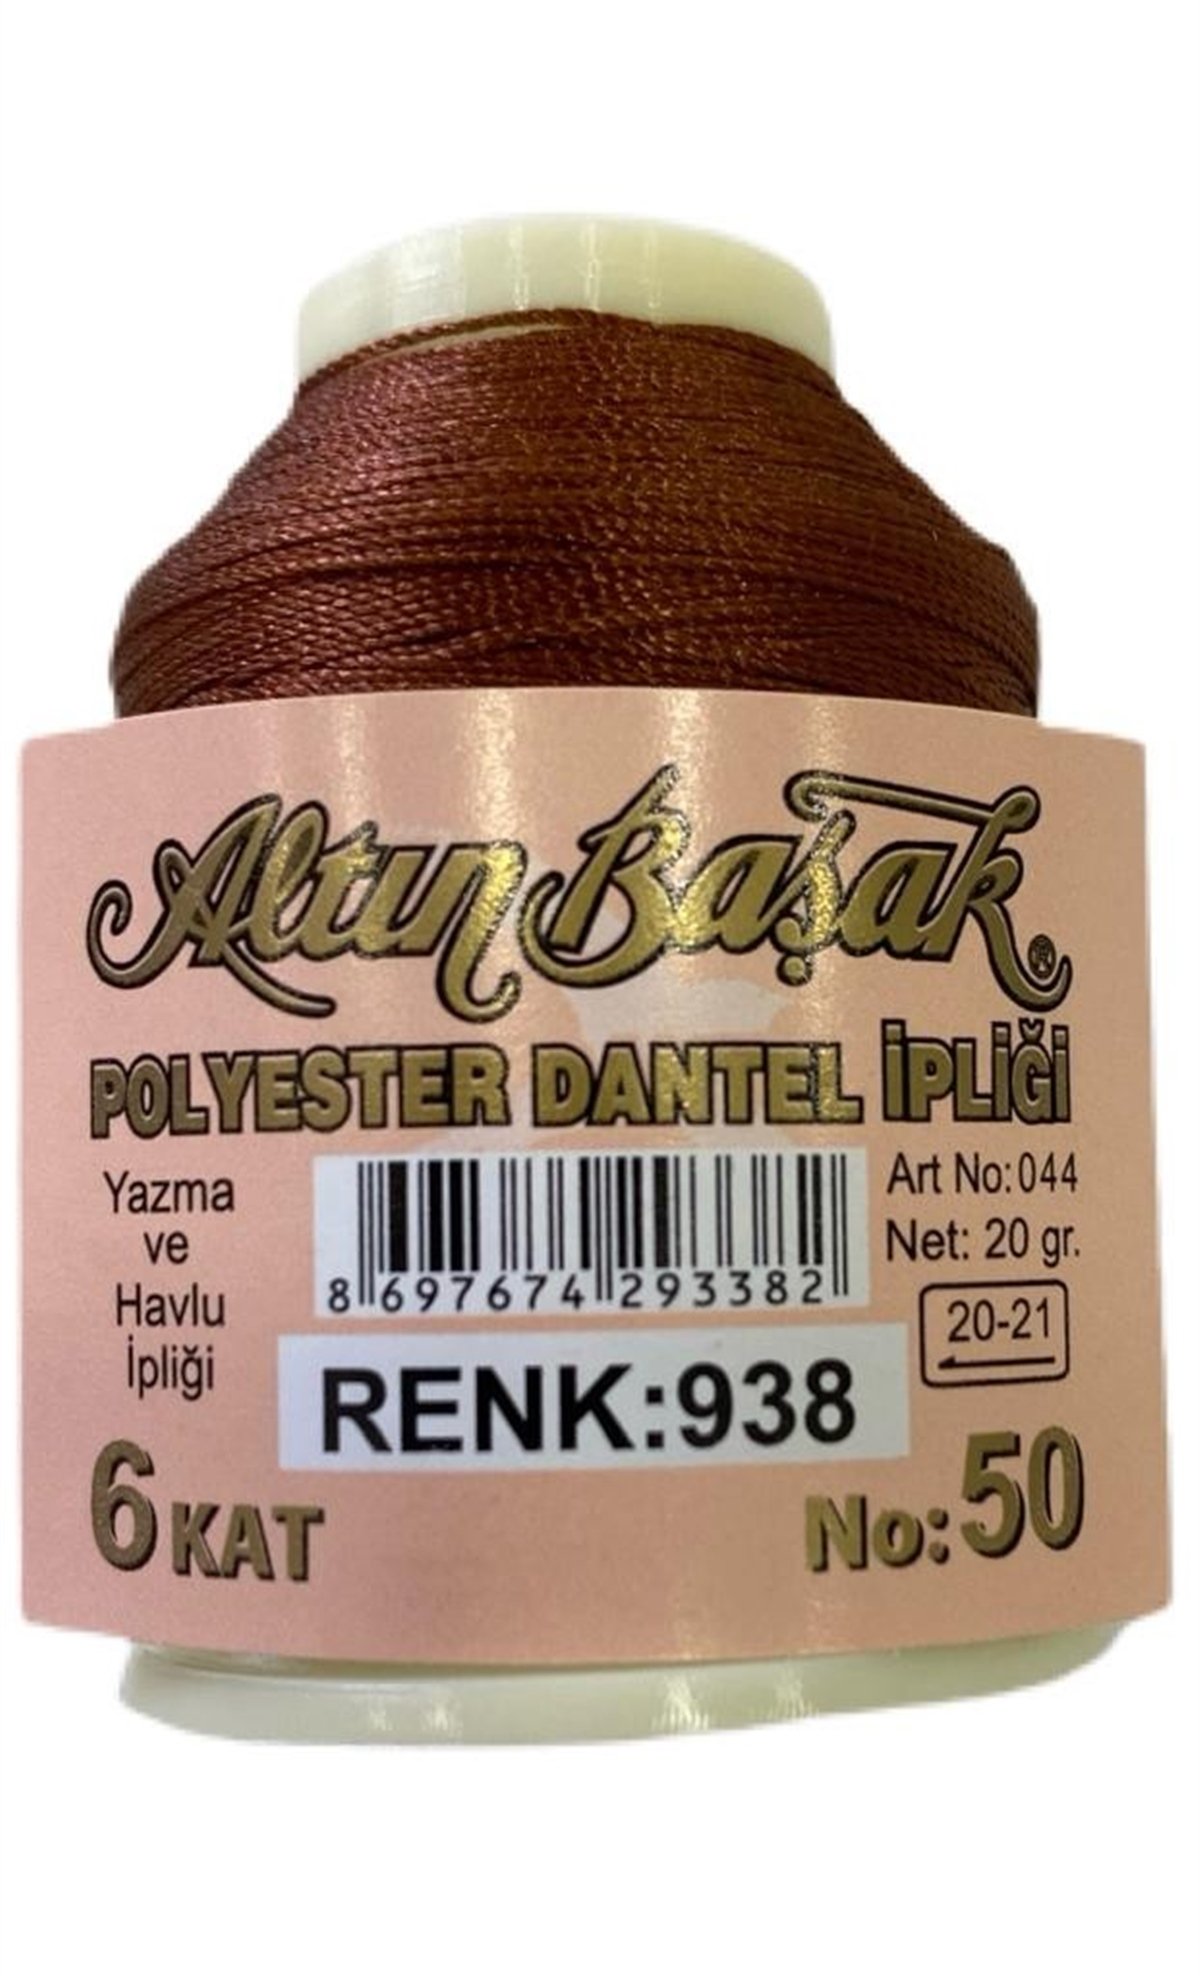 Altın Başak ®
POLYESTER DANTEL İPLİĞİ
Yazma
ve
Havlu
İpliği
8 697674 293382
Art No: 044
Net: 20 gr.
20-21
RENK:938
6 KAT
No: 50